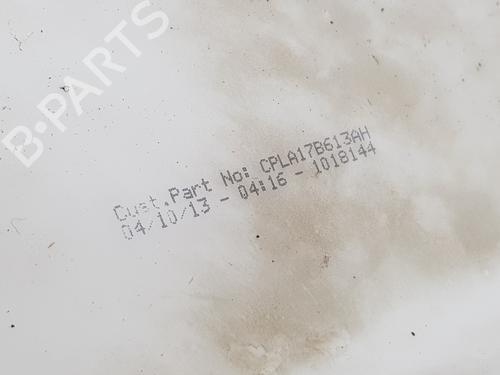 B-PARTS
Cust.Part No: CPLA17B613AH
04/10/13 - 04:16 - 1018144